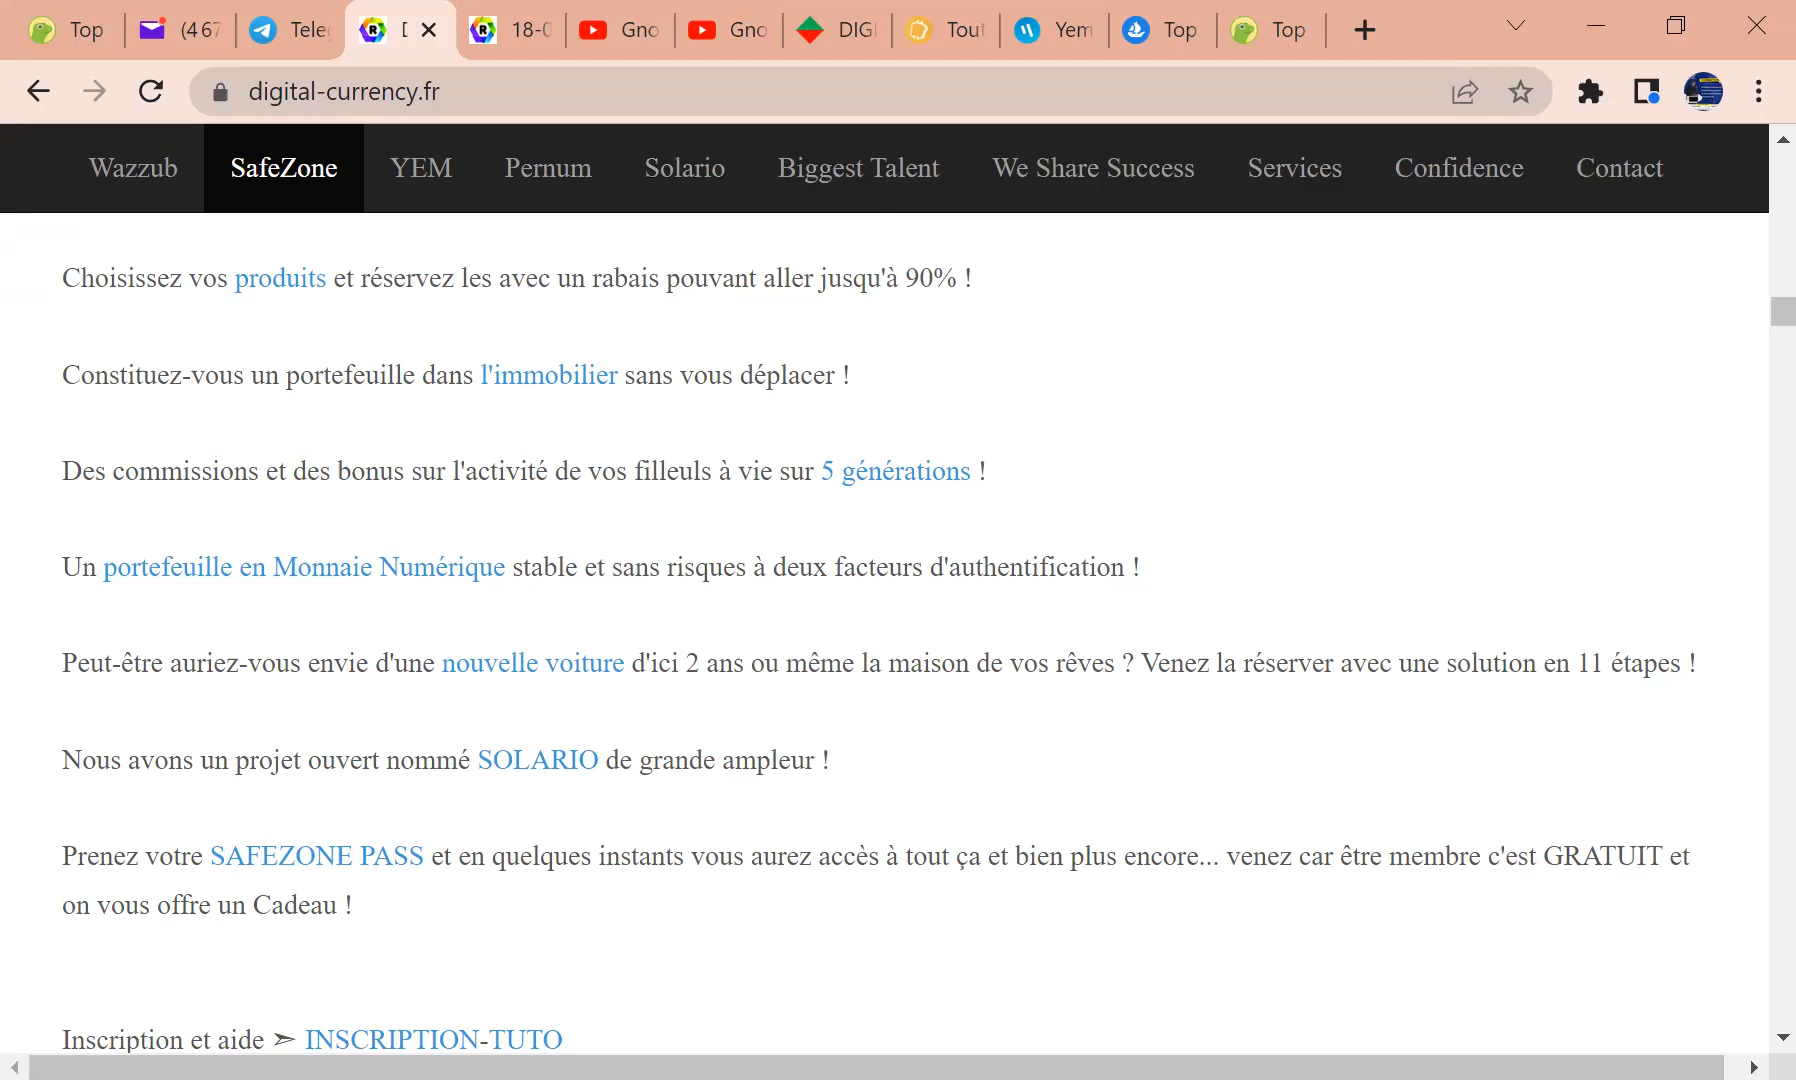 Top (4 67 Tele 18-0 Gno Gno DIGI Tout Yem Top Top
digital-currency.fr
Wazzub SafeZone YEM Pernum Solario Biggest Talent We Share Success Services Confidence Contact
Choisissez vos produits et réservez les avec un rabais pouvant aller jusqu'à 90% !
Constituez-vous un portefeuille dans l'immobilier sans vous déplacer !
Des commissions et des bonus sur l'activité de vos filleuls à vie sur 5 générations !
Un portefeuille en Monnaie Numérique stable et sans risques à deux facteurs d'authentification !
Peut-être auriez-vous envie d'une nouvelle voiture d'ici 2 ans ou même la maison de vos rêves ? Venez la réserver avec une solution en 11 étapes !
Nous avons un projet ouvert nommé SOLARIO de grande ampleur !
Prenez votre SAFEZONE PASS et en quelques instants vous aurez accès à tout ça et bien plus encore... venez car être membre c'est GRATUIT et
on vous offre un Cadeau !
Inscription et aide ➣ INSCRIPTION-TUTO